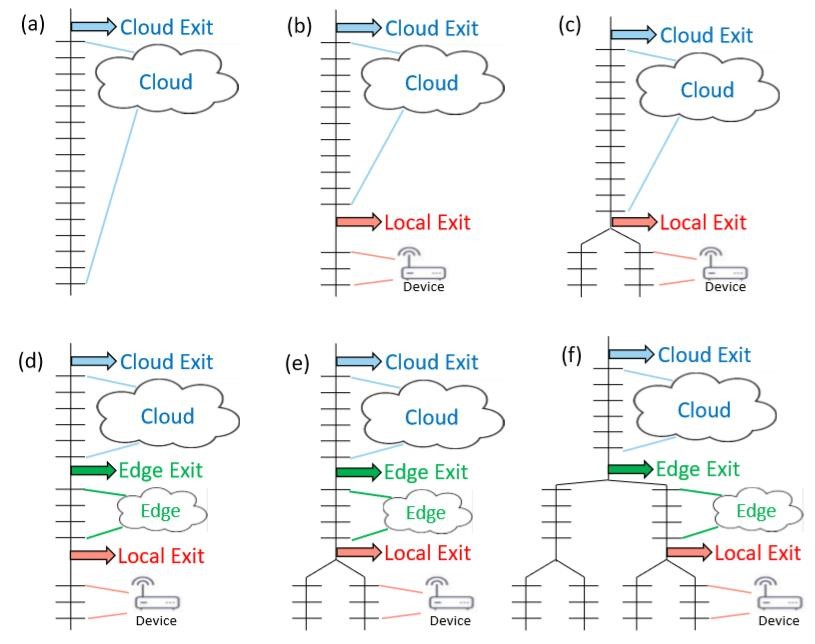 (a)
Cloud Exit
Cloud
(b)
Cloud Exit
Cloud
Local Exit
Device
(c)
Cloud Exit
Cloud
Local Exit
Device
(d)
Cloud Exit
Cloud
Edge Exit
Edge
Local Exit
Device
(e)
Cloud Exit
Cloud
Edge Exit
Edge
Local Exit
Device
(f)
Cloud Exit
Cloud
Edge Exit
Edge
Local Exit
Device